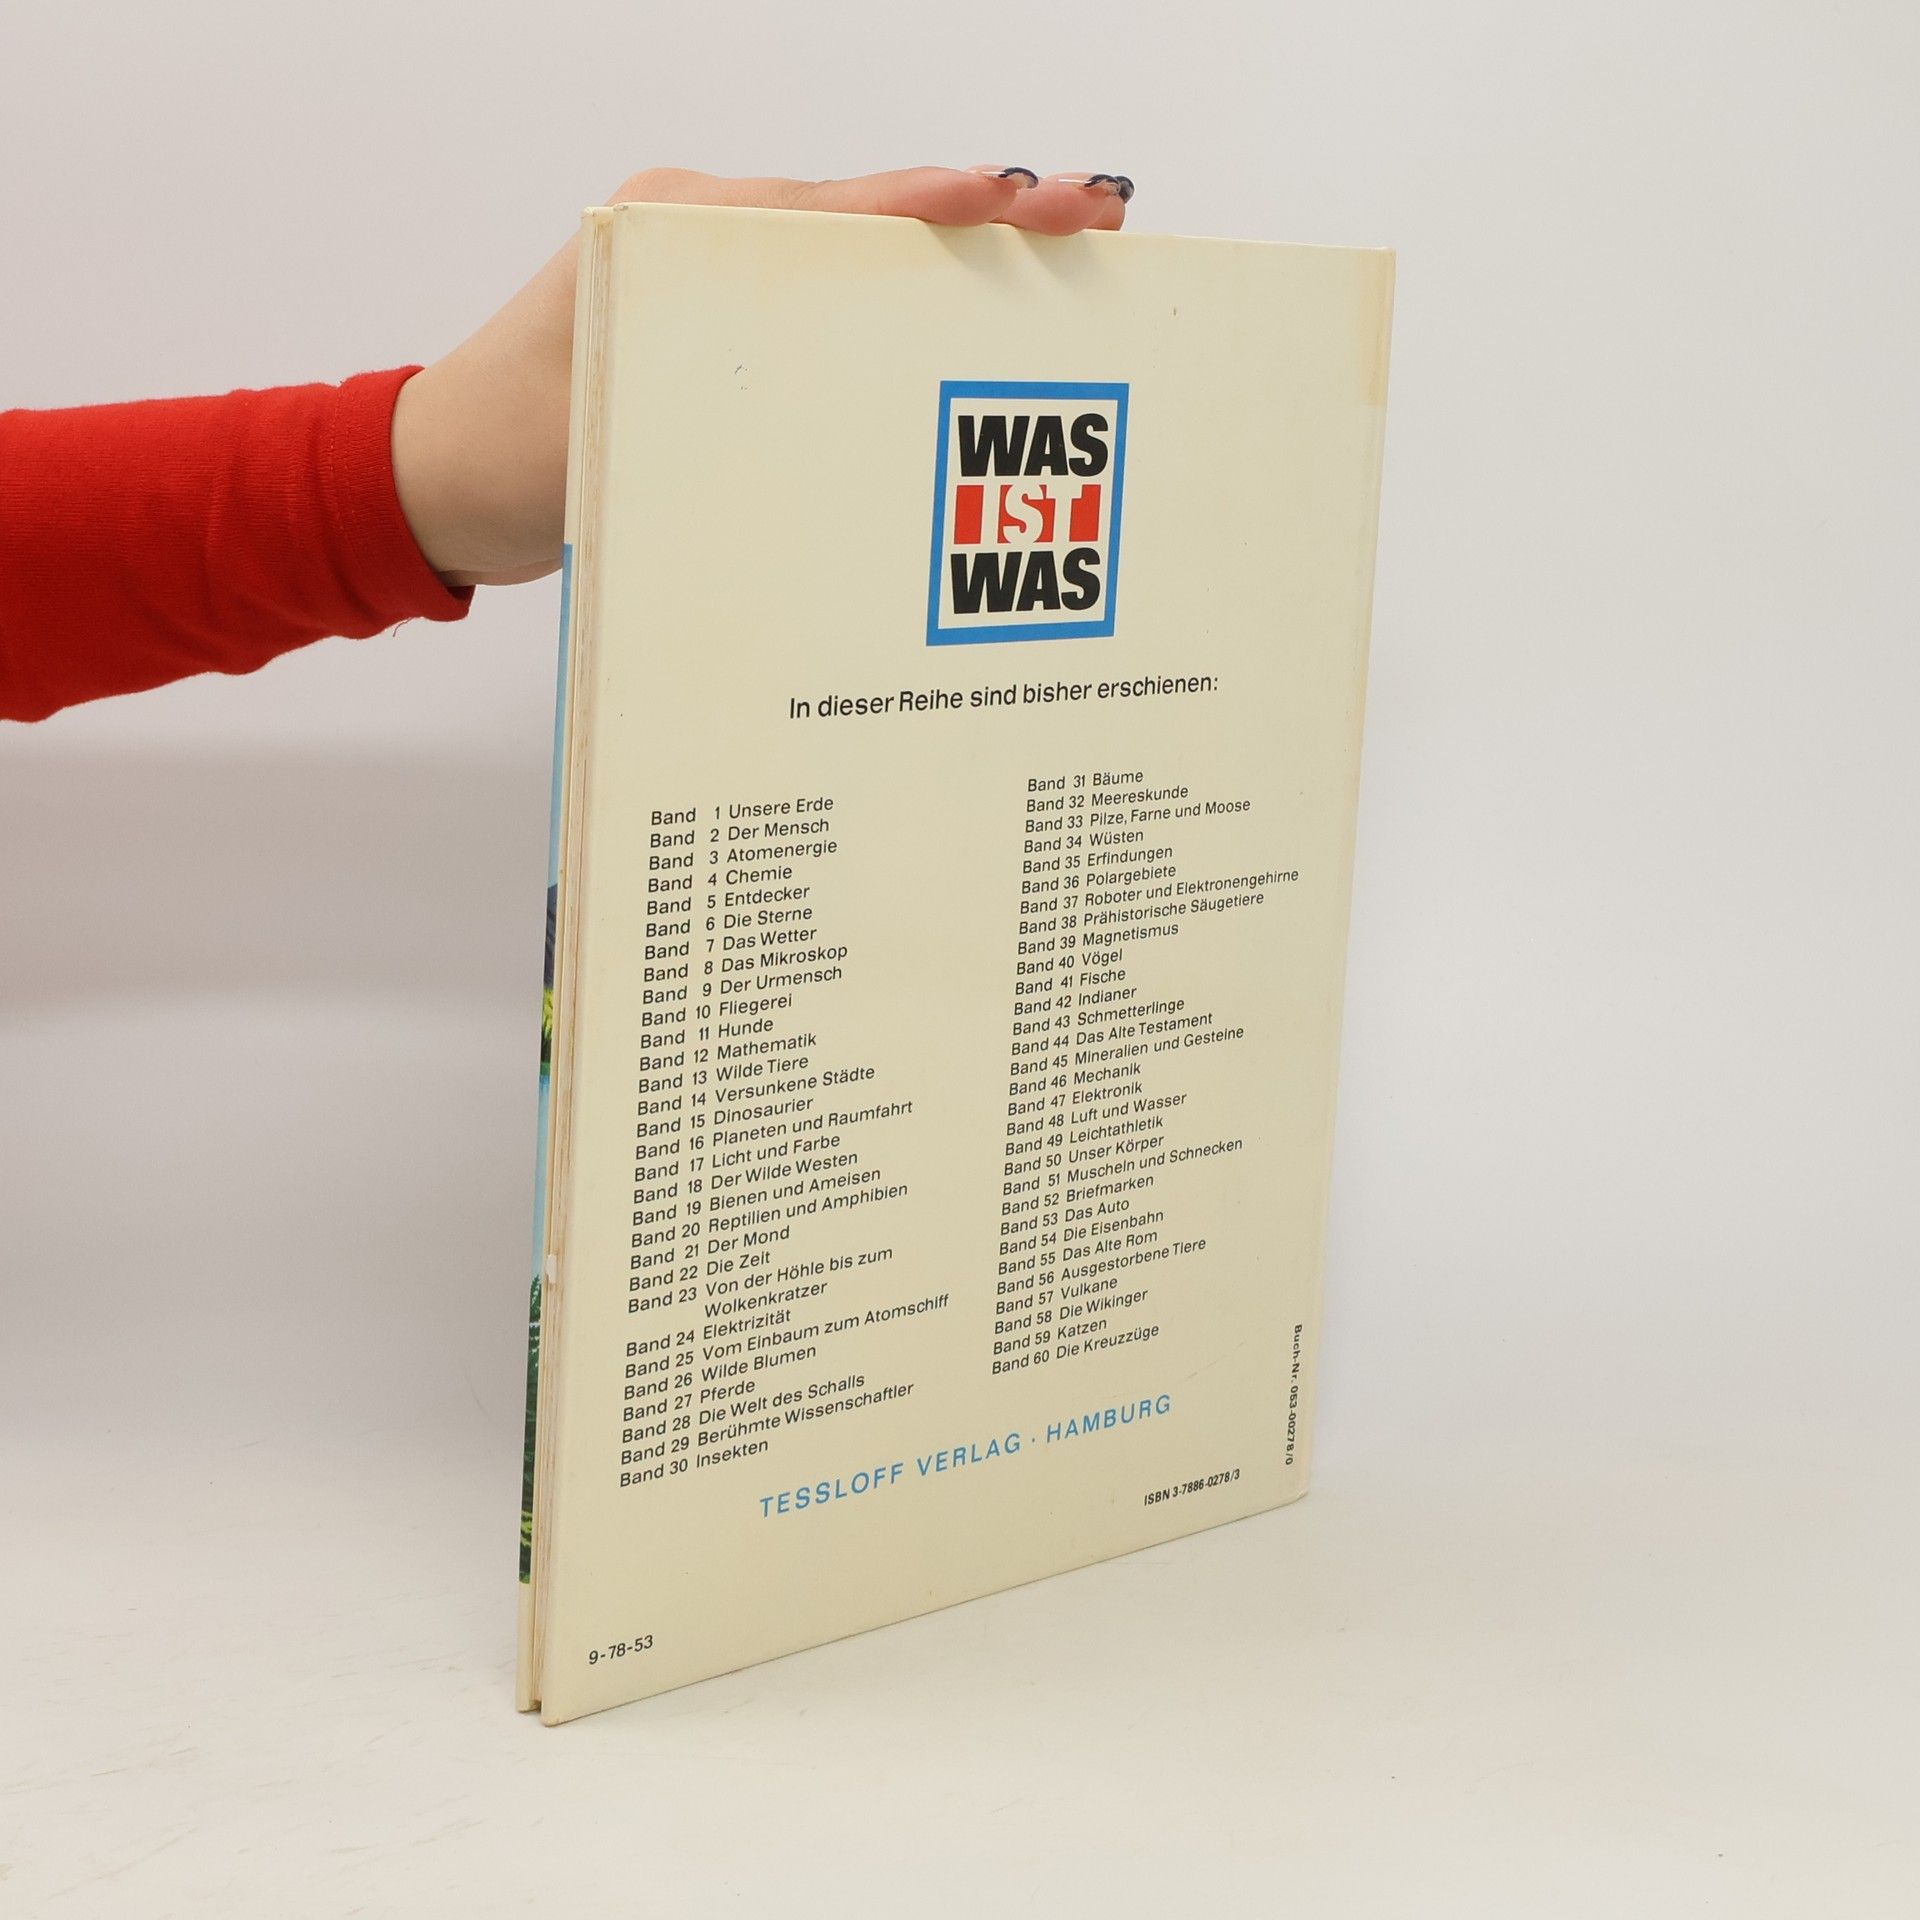 WAS
IST
WAS
In dieser Reihe sind bisher erschienen:
Band 1 Unsere Erde
Band 2 Der Mensch
Band 3 Atomenergie
Band 4 Chemie
Band 5 Entdecker
Band 6 Die Sterne
Band 7 Das Wetter
Band 8 Das Mikroskop
Band 9 Der Urmensch
Band 10 Fliegerei
Band 11 Hunde
Band 12 Mathematik
Band 13 Wilde Tiere
Band 14 Versunkene Städte
Band 15 Dinosaurier
Band 16 Planeten und Raumfahrt
Band 17 Licht und Farbe
Band 18 Der Wilde Westen
Band 19 Bienen und Ameisen
Band 20 Reptilien und Amphibien
Band 21 Der Mond
Band 22 Die Zeit
Band 23 Von der Höhle bis zum
Wolkenkratzer
Band 24 Elektrizität
Band 25 Vom Einbaum zum Atomschiff
Band 26 Wilde Blumen
Band 27 Pferde
Band 28 Die Welt des Schalls
Band 29 Berühmte Wissenschaftler
Band 30 Insekten
Band 31 Bäume
Band 32 Meereskunde
Band 33 Pilze, Farne und Moose
Band 34 Wüsten
Band 35 Erfindungen
Band 36 Polargebiete
Band 37 Roboter und Elektronengehirne
Band 38 Prähistorische Säugetiere
Band 39 Magnetismus
Band 40 Vögel
Band 41 Fische
Band 42 Indianer
Band 43 Schmetterlinge
Band 44 Das Alte Testament
Band 45 Mineralien und Gesteine
Band 46 Mechanik
Band 47 Elektronik
Band 48 Luft und Wasser
Band 49 Leichtathletik
Band 50 Unser Körper
Band 51 Muscheln und Schnecken
Band 52 Briefmarken
Band 53 Das Auto
Band 54 Die Eisenbahn
Band 55 Das Alte Rom
Band 56 Ausgestorbene Tiere
Band 57 Vulkane
Band 58 Die Wikinger
Band 59 Katzen
Band 60 Die Kreuzzüge
TESSLOFF VERLAG · HAMBURG
ISBN 3-7886-0278/3
Buch-Nr. 053-00278/0
9-78-53